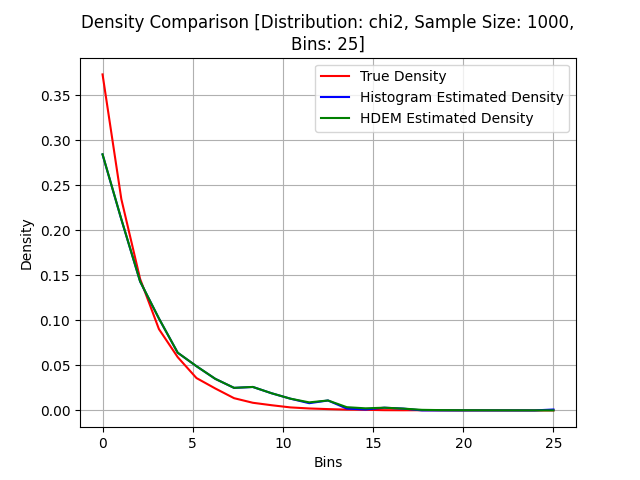 Density Comparison [Distribution: chi2, Sample Size: 1000,
Bins: 25]
True Density
Histogram Estimated Density
HDEM Estimated Density
Density
0.35
0.30
0.25
0.20
0.15
0.10
0.05
0.00
0 5 10 15 20 25
Bins